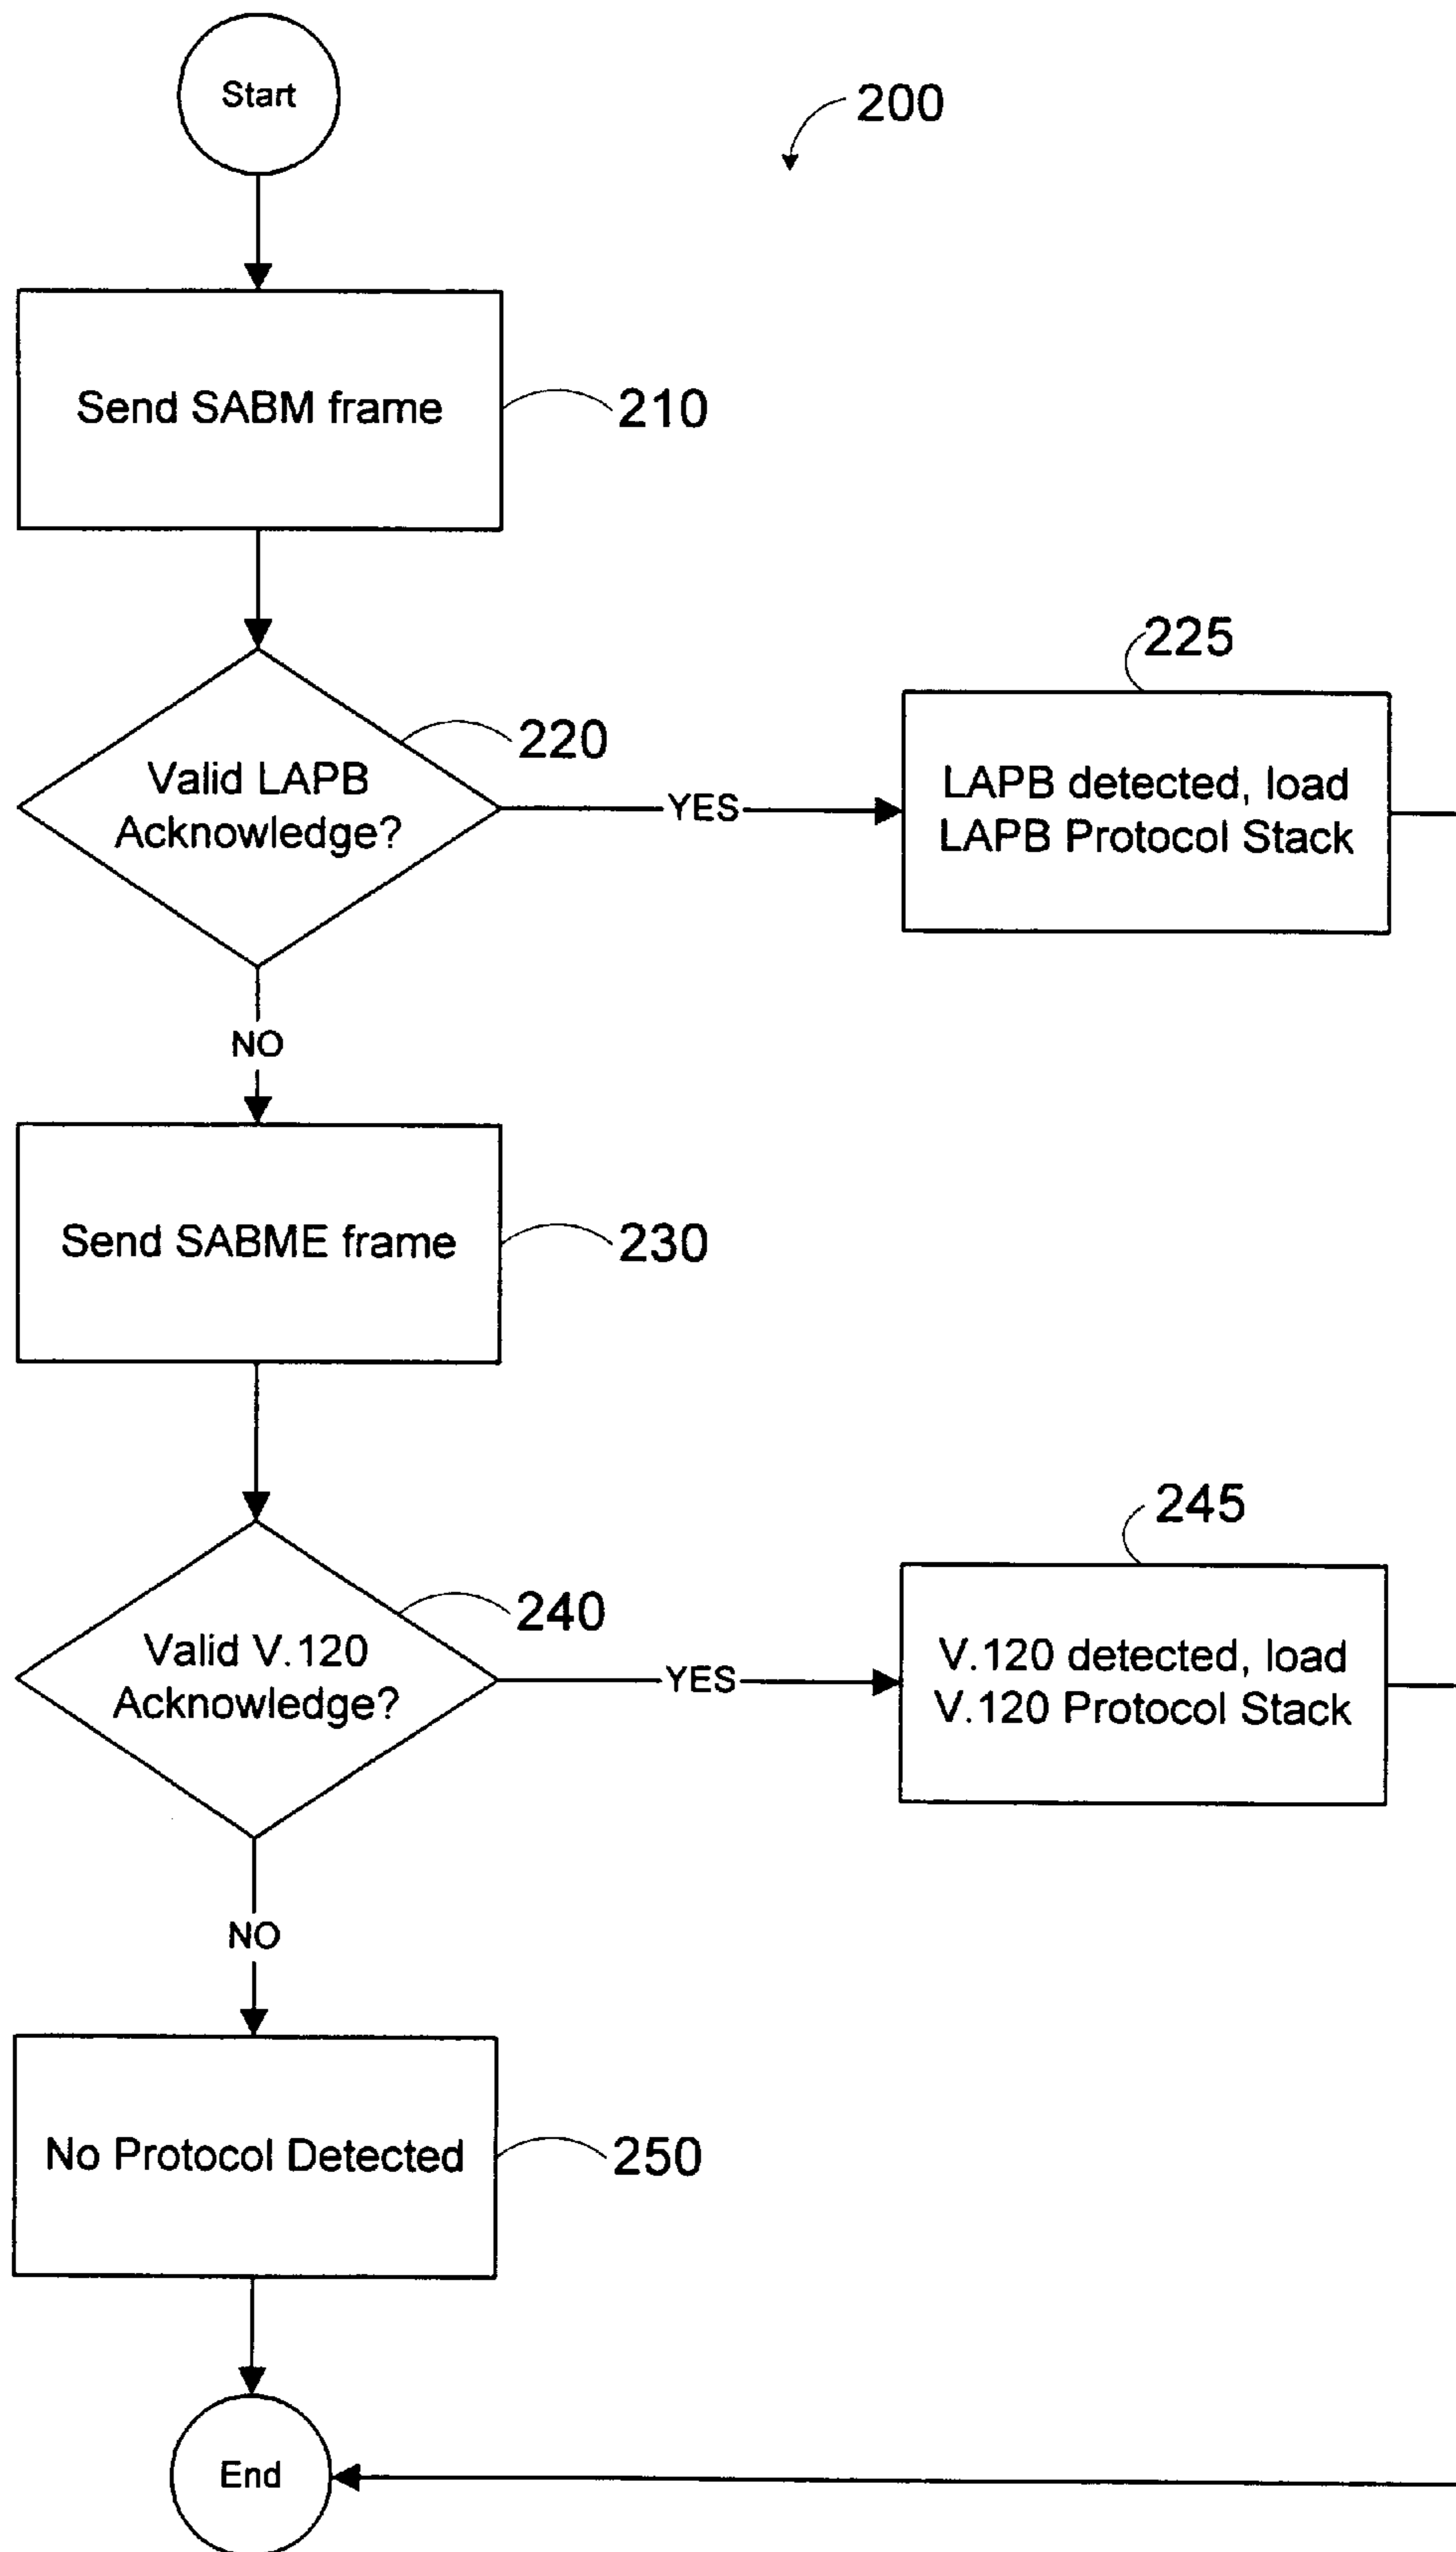 Start
200
Send SABM frame
210
225
220
Valid LAPB
Acknowledge?
YES
LAPB detected, load
LAPB Protocol Stack
NO
Send SABME frame
230
245
240
Valid V.120
Acknowledge?
YES
V.120 detected, load
V.120 Protocol Stack
NO
No Protocol Detected
250
End